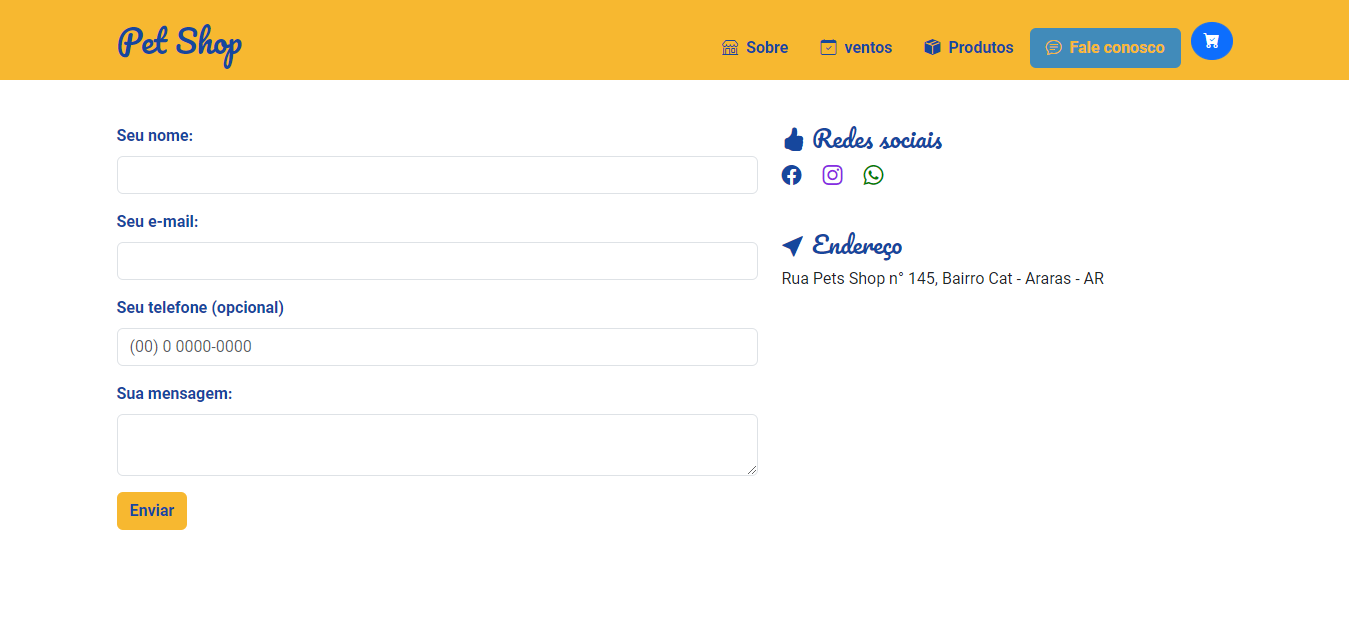 Pet Shop
Sobre
ventos
Produtos
Fale conosco
Seu nome:
Seu e-mail:
Seu telefone (opcional)
(00) 0 0000-0000
Sua mensagem:
Enviar
Redes sociais
Endereço
Rua Pets Shop n° 145, Bairro Cat - Araras - AR